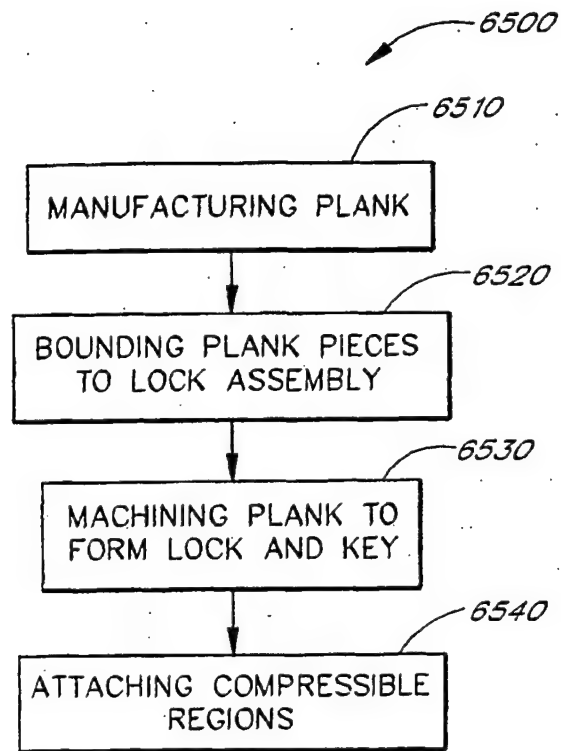 6500
6510
MANUFACTURING PLANK
6520
BOUNDING PLANK PIECES
TO LOCK ASSEMBLY
6530
MACHINING PLANK TO
FORM LOCK AND KEY
6540
ATTACHING COMPRESSIBLE
REGIONS